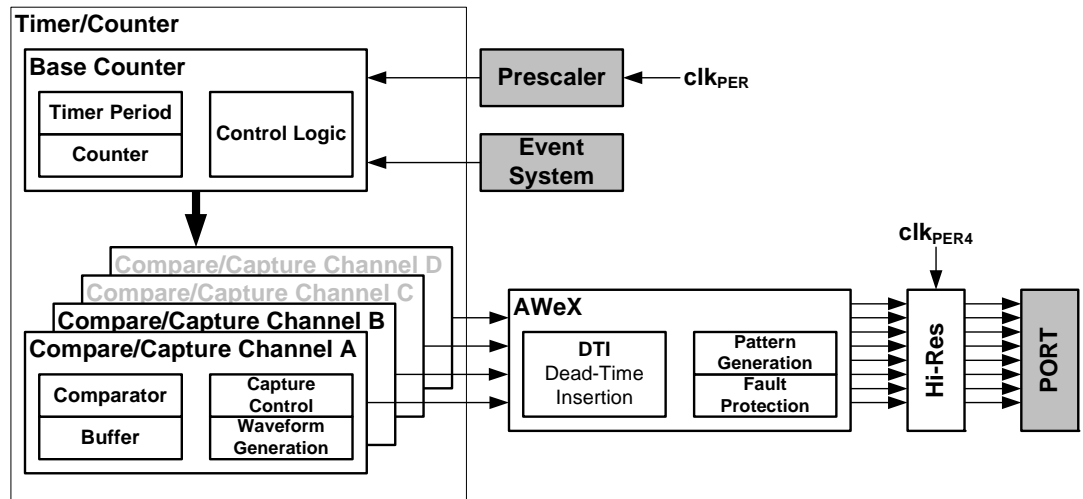 Timer/Counter
Base Counter
Timer Period
Counter
Control Logic
Prescaler
clkPER
Event
System
Compare/Capture Channel D
Compare/Capture Channel C
Compare/Capture Channel B
Compare/Capture Channel A
Comparator
Buffer
Capture
Control
Waveform
Generation
AWeX
DTI
Dead-Time
Insertion
Pattern
Generation
Fault
Protection
clkPER4
Hi-Res
PORT